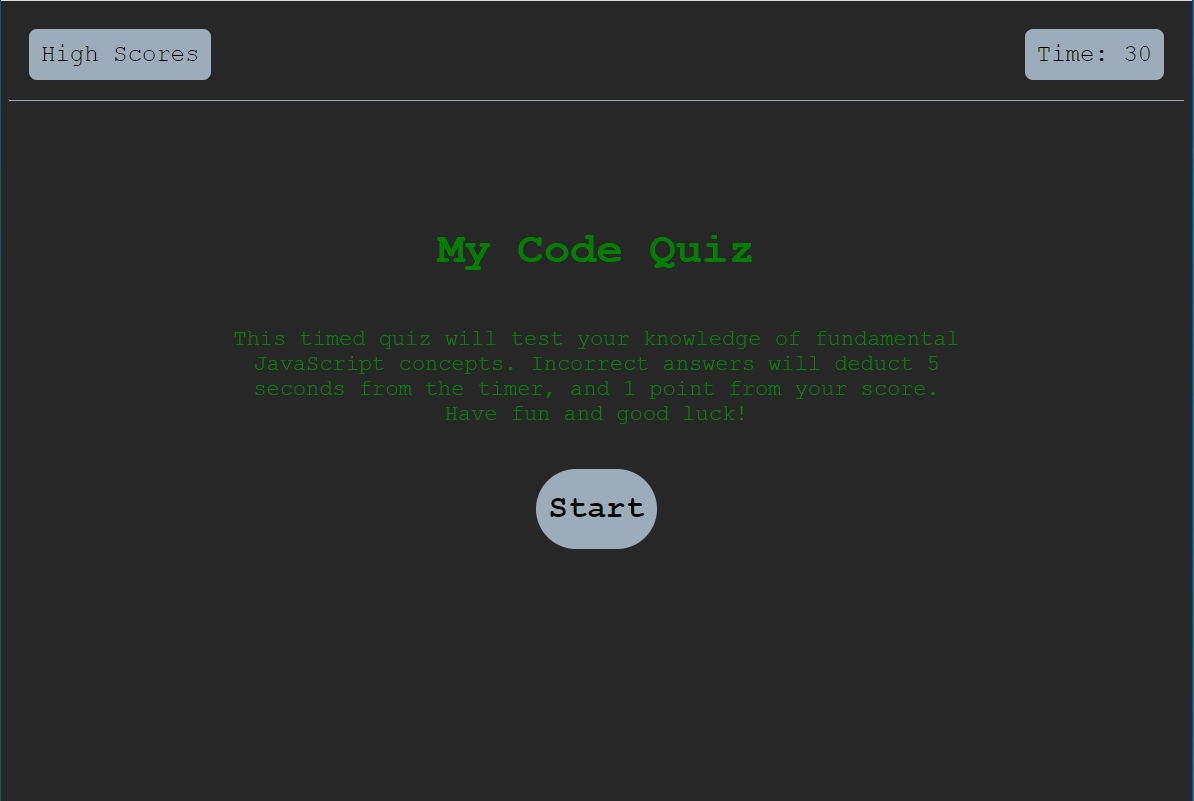 High Scores
Time: 30
My Code Quiz
This timed quiz will test your knowledge of fundamental
JavaScript concepts. Incorrect answers will deduct 5
seconds from the timer, and 1 point from your score.
Have fun and good luck!
Start